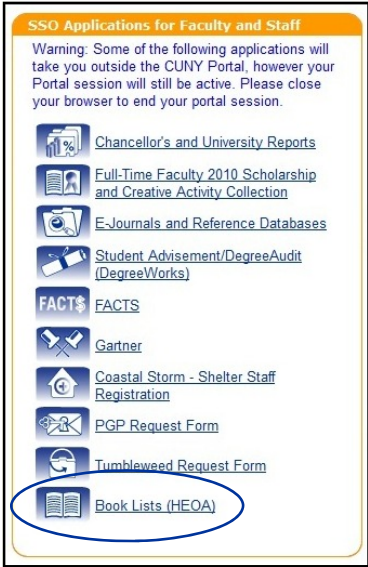 SSO Applications for Faculty and Staff
Warning: Some of the following applications will
take you outside the CUNY Portal, however your
Portal session will still be active. Please close
your browser to end your portal session.
Chancellor's and University Reports
Full-Time Faculty 2010 Scholarship
and Creative Activity Collection
E-Journals and Reference Databases
Student Advisement/DegreeAudit
(DegreeWorks)
FACT$ FACTS
Gartner
Coastal Storm - Shelter Staff
Registration
PGP Request Form
Tumbleweed Request Form
Book Lists (HEOA)